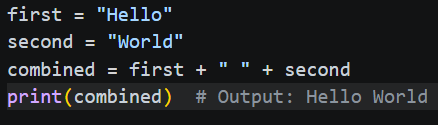 first = "Hello"
second = "World"
combined = first + " " + second
print(combined)  # Output: Hello World